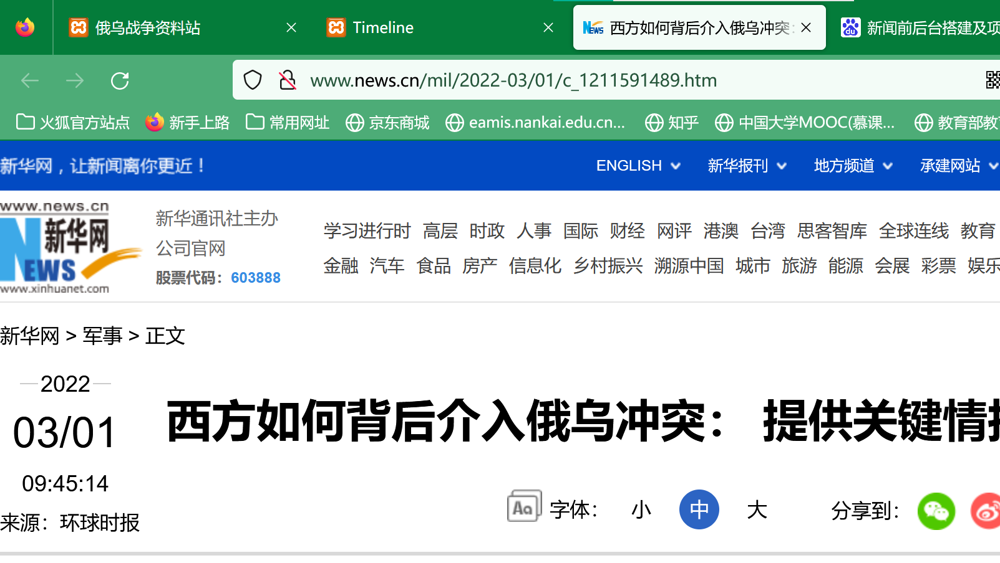 俄乌战争资料站
Timeline
西方如何背后介入俄乌冲突:
新闻前后台搭建及项
www.news.cn/mil/2022-03/01/c_1211591489.htm
火狐官方站点 新手上路 常用网址 京东商城 eamis.nankai.edu.cn... 知乎 中国大学MOOC(慕课... 教育部教
新华网，让新闻离你更近！
ENGLISH 新华报刊 地方频道 承建网站
www.news.cn
新华网
NEWS
www.xinhuanet.com
新华通讯社主办
公司官网
股票代码：603888
学习进行时 高层 时政 人事 国际 财经 网评 港澳 台湾 思客智库 全球连线 教育
金融 汽车 食品 房产 信息化 乡村振兴 溯源中国 城市 旅游 能源 会展 彩票 娱乐
新华网 > 军事 > 正文
2022
03/01
09:45:14
来源：环球时报
西方如何背后介入俄乌冲突： 提供关键情报
Aa 字体： 小 中 大 分享到：